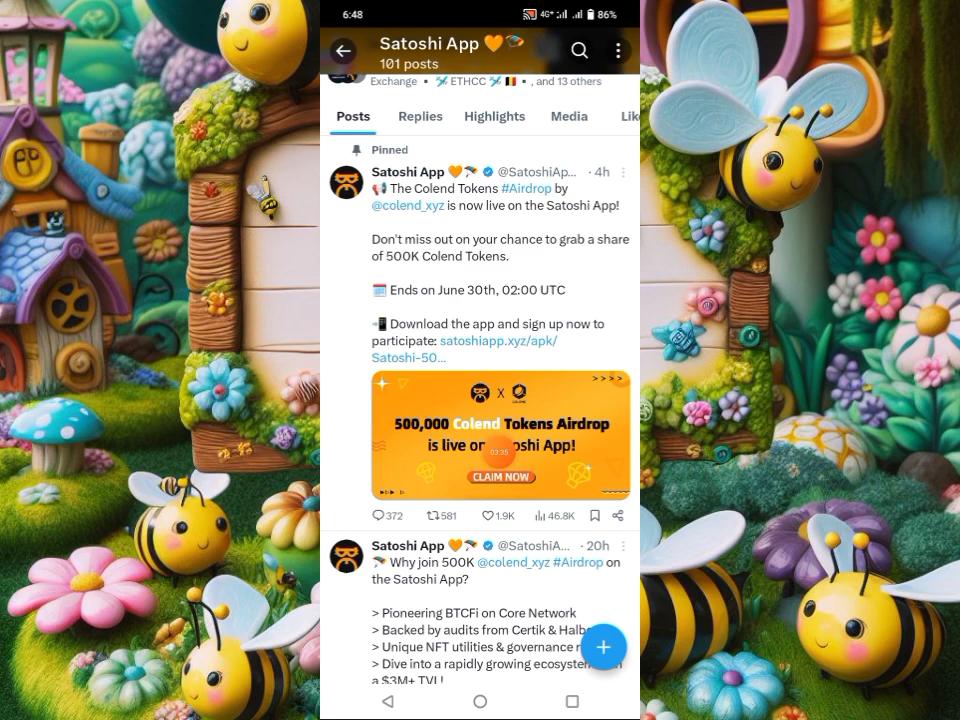 6:48
4G+
86%
Satoshi App 🧡🪂
101 posts
Exchange ▪ ETHCC ▪ , and 13 others
Posts Replies Highlights Media
Pinned
Satoshi App 🧡🪂 @SatoshiAp... · 4h
📢 The Colend Tokens #Airdrop by
@colend_xyz is now live on the Satoshi App!
Don't miss out on your chance to grab a share
of 500K Colend Tokens.
🗓️ Ends on June 30th, 02:00 UTC
📲 Download the app and sign up now to
participate: satoshiapp.xyz/apk/
Satoshi-50...
X
500,000 Colend Tokens Airdrop
is live on App!
03:35
CLAIM NOW
372 581 1.9K 46.8K
Satoshi App 🧡🪂 @SatoshiA... · 20h
🪂 Why join 500K @colend_xyz #Airdrop on
the Satoshi App?
> Pioneering BTCFi on Core Network
> Backed by audits from Certik &
> Unique NFT utilities & governance
> Dive into a rapidly growing
a $3M+ TVL!